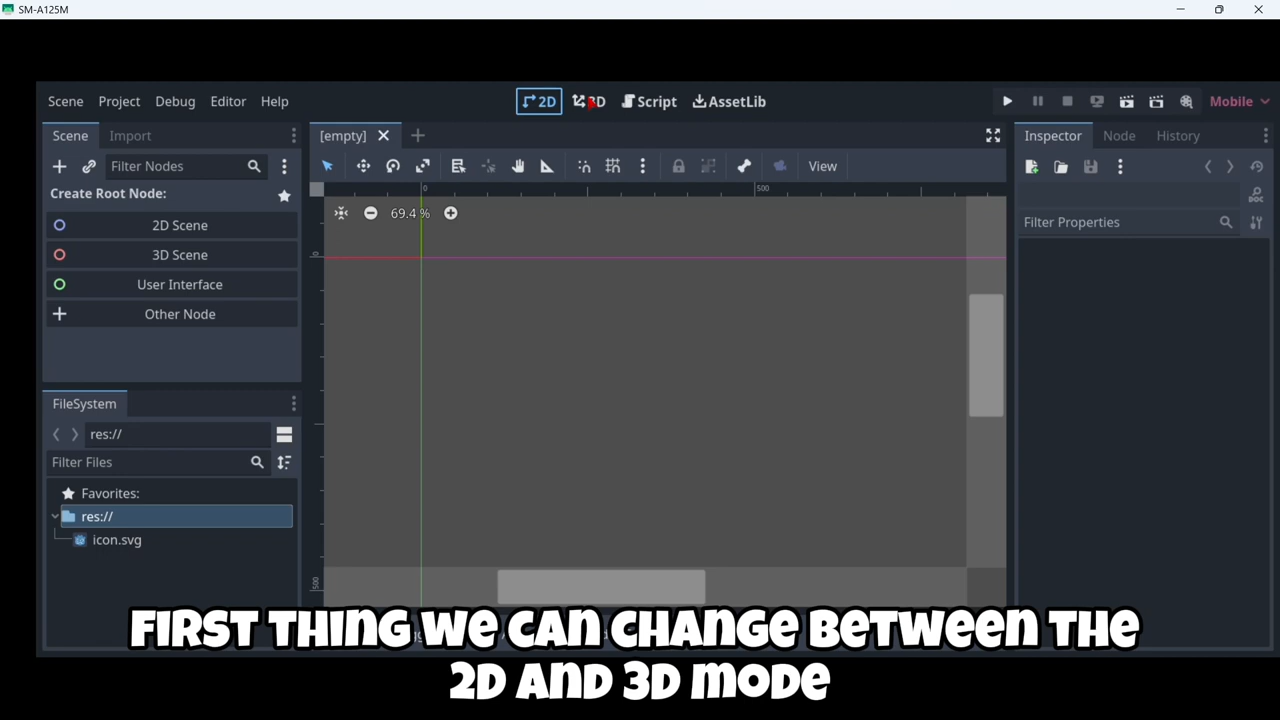 SM-A125M
Scene Project Debug Editor Help
2D 3D Script AssetLib
Mobile
Scene Import
[empty]
Inspector Node History
Filter Nodes
View
Create Root Node:
0 500
69.4 %
DOC
2D Scene
Filter Properties
3D Scene
0
User Interface
Other Node
FileSystem
res://
Filter Files
Favorites:
res://
icon.svg
500
FIRST THING WE CAN CHANGE BETWEEN THE
2D AND 3D MODE